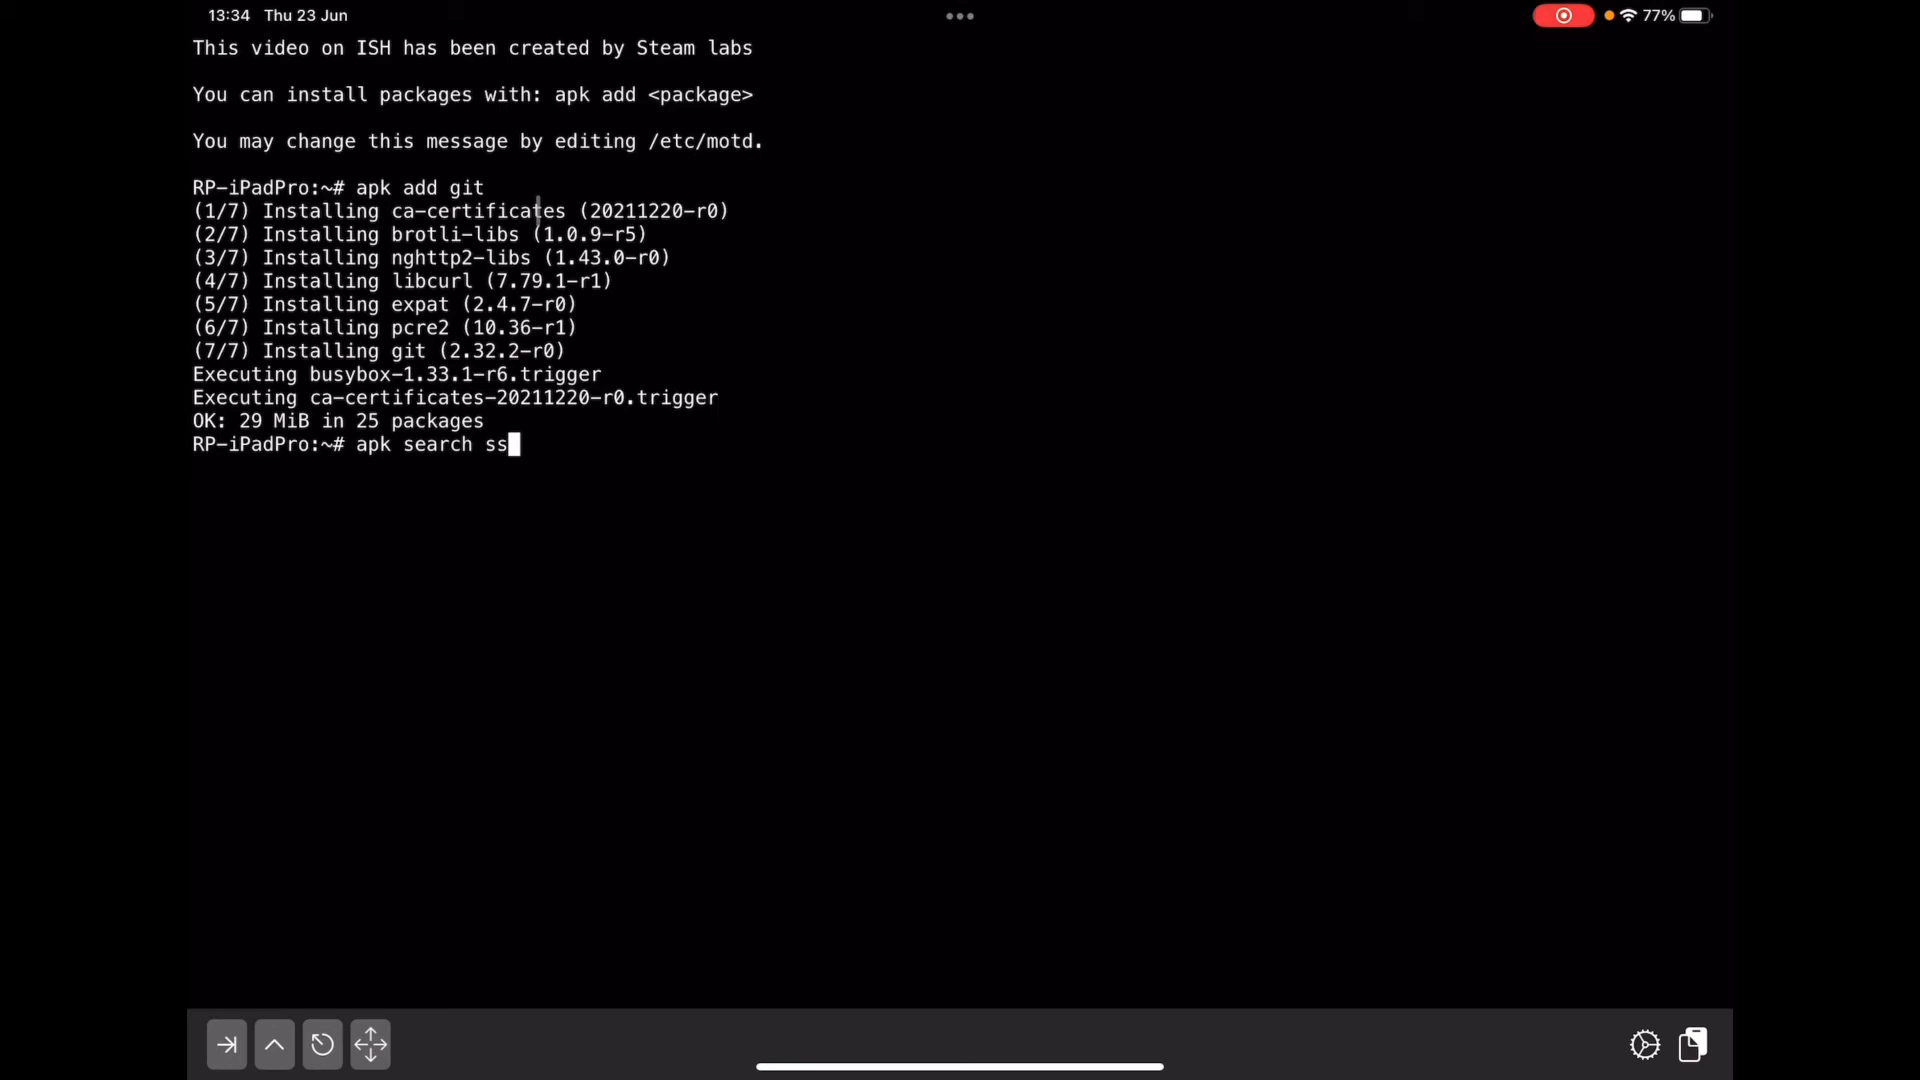 13:34 Thu 23 Jun
77%
This video on ISH has been created by Steam labs
You can install packages with: apk add <package>
You may change this message by editing /etc/motd.
RP-iPadPro:~# apk add git
(1/7) Installing ca-certificates (20211220-r0)
(2/7) Installing brotli-libs (1.0.9-r5)
(3/7) Installing nghttp2-libs (1.43.0-r0)
(4/7) Installing libcurl (7.79.1-r1)
(5/7) Installing expat (2.4.7-r0)
(6/7) Installing pcre2 (10.36-r1)
(7/7) Installing git (2.32.2-r0)
Executing busybox-1.33.1-r6.trigger
Executing ca-certificates-20211220-r0.trigger
OK: 29 MiB in 25 packages
RP-iPadPro:~# apk search ss